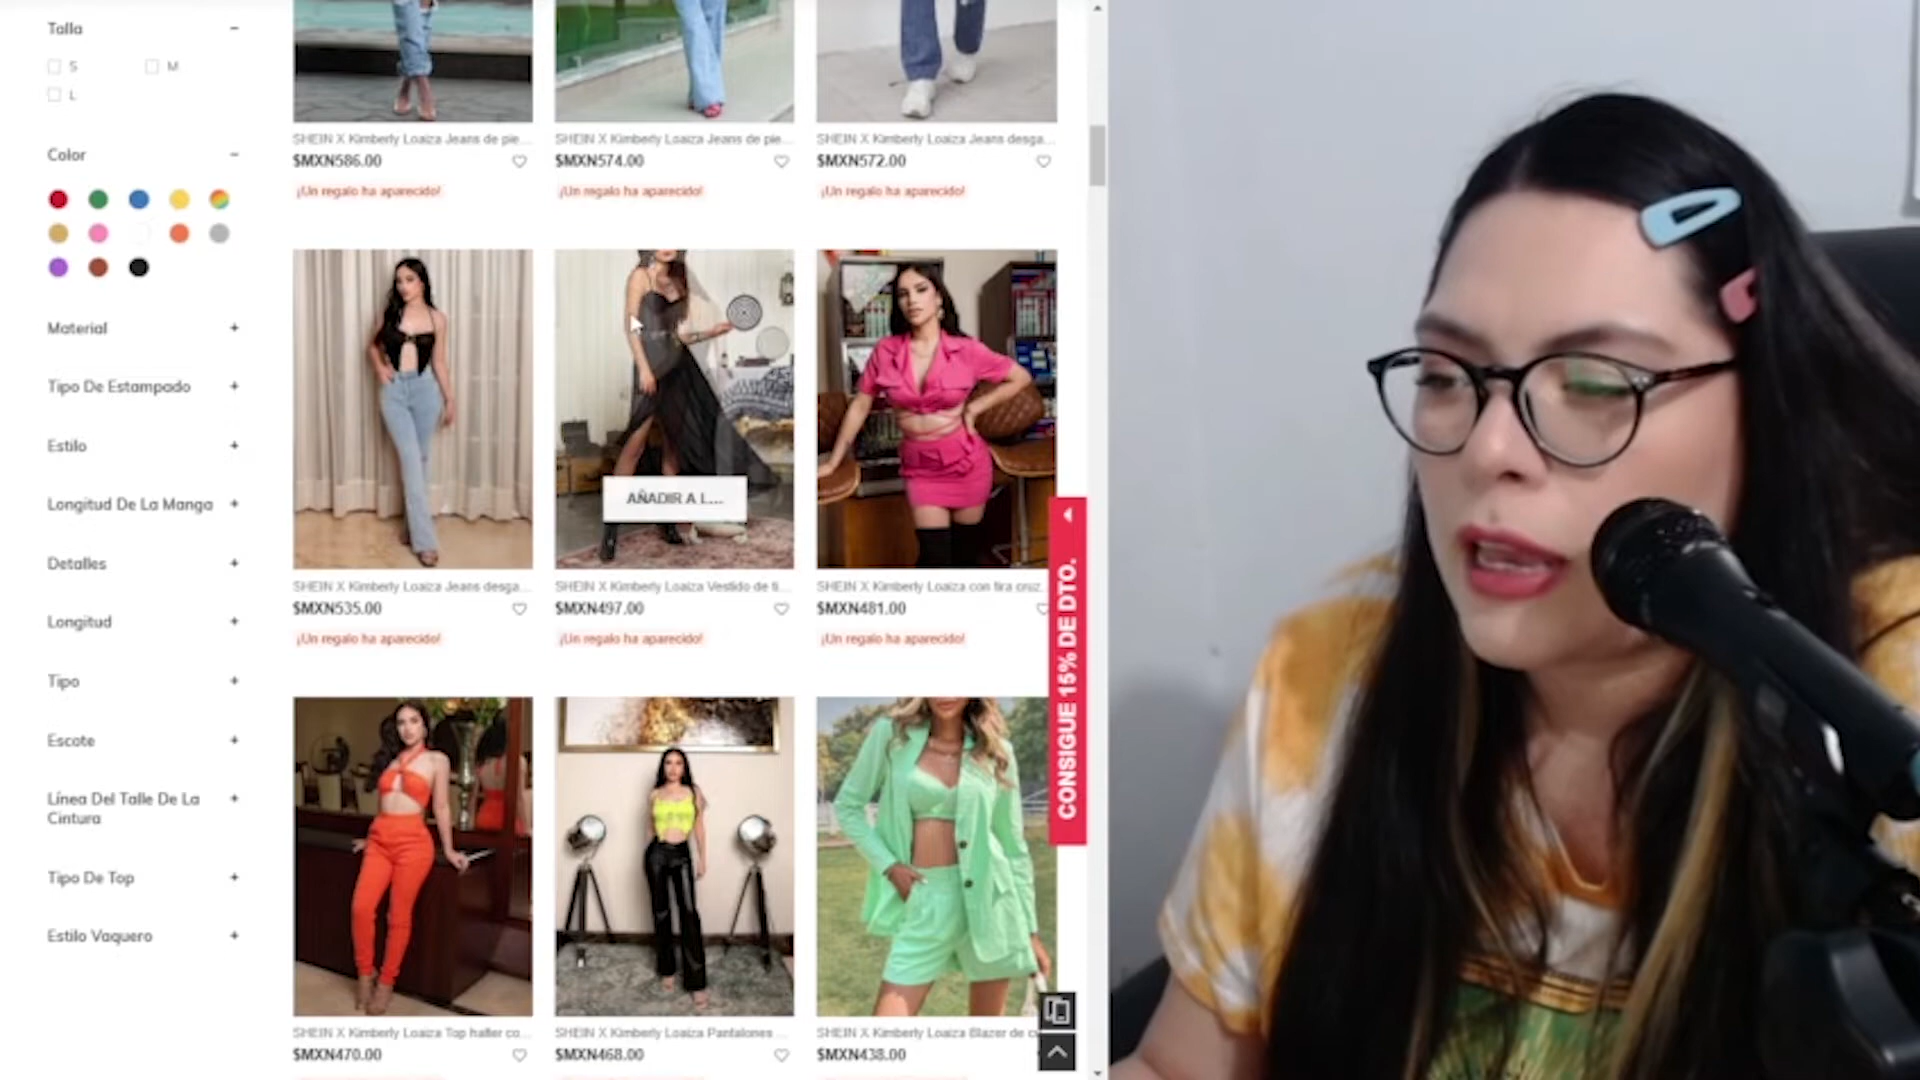 Talla
S
M
L
Color
Material
Tipo De Estampado
Estilo
Longitud De La Manga
Detalles
Longitud
Tipo
Escote
Línea Del Talle De La
Cintura
Tipo De Top
Estilo Vaquero
SHEIN X Kimberly Loaiza Jeans de pie...
$MXN586.00
¡Un regalo ha aparecido!
SHEIN X Kimberly Loaiza Jeans de pie...
$MXN574.00
¡Un regalo ha aparecido!
SHEIN X Kimberly Loaiza Jeans desga...
$MXN572.00
¡Un regalo ha aparecido!
SHEIN X Kimberly Loaiza Jeans desga...
$MXN535.00
¡Un regalo ha aparecido!
AÑADIR A L...
SHEIN X Kimberly Loaiza Vestido de ti...
$MXN497.00
¡Un regalo ha aparecido!
SHEIN X Kimberly Loaiza con tira cruz
$MXN481.00
¡Un regalo ha aparecido!
SHEIN X Kimberly Loaiza Top halter co...
$MXN470.00
SHEIN X Kimberly Loaiza Pantalones ...
$MXN468.00
SHEIN X Kimberly Loaiza Blazer de
$MXN438.00
CONSIGUE 15% DE DTO.